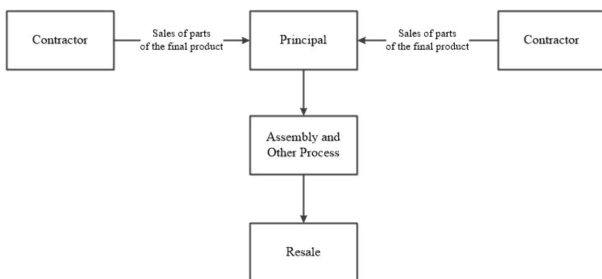 Contractor
Sales of parts
of the final product
Principal
Sales of parts
of the final product
Contractor
Assembly and
Other Process
Resale